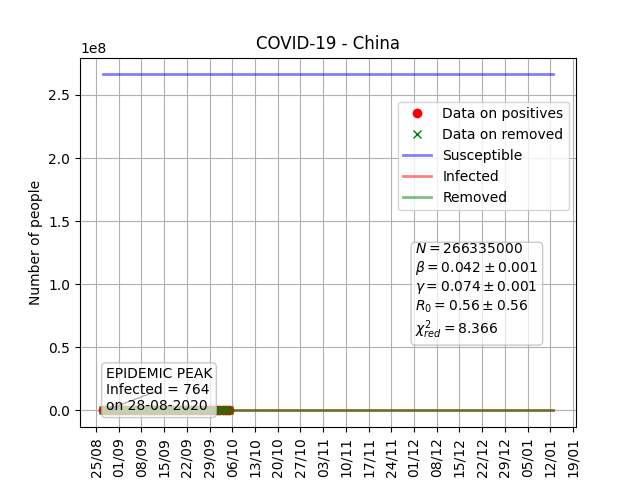 COVID-19 - China
1e8
2.5
2.0
1.5
1.0
0.5
0.0
Number of people
Data on positives
Data on removed
Susceptible
Infected
Removed
N = 266335000
β = 0.042 ± 0.001
γ = 0.074 ± 0.001
R₀ = 0.56 ± 0.56
χ²_red = 8.366
EPIDEMIC PEAK
Infected = 764
on 28-08-2020
25/08
01/09
08/09
15/09
22/09
29/09
06/10
13/10
20/10
27/10
03/11
10/11
17/11
24/11
01/12
08/12
15/12
22/12
29/12
05/01
12/01
19/01